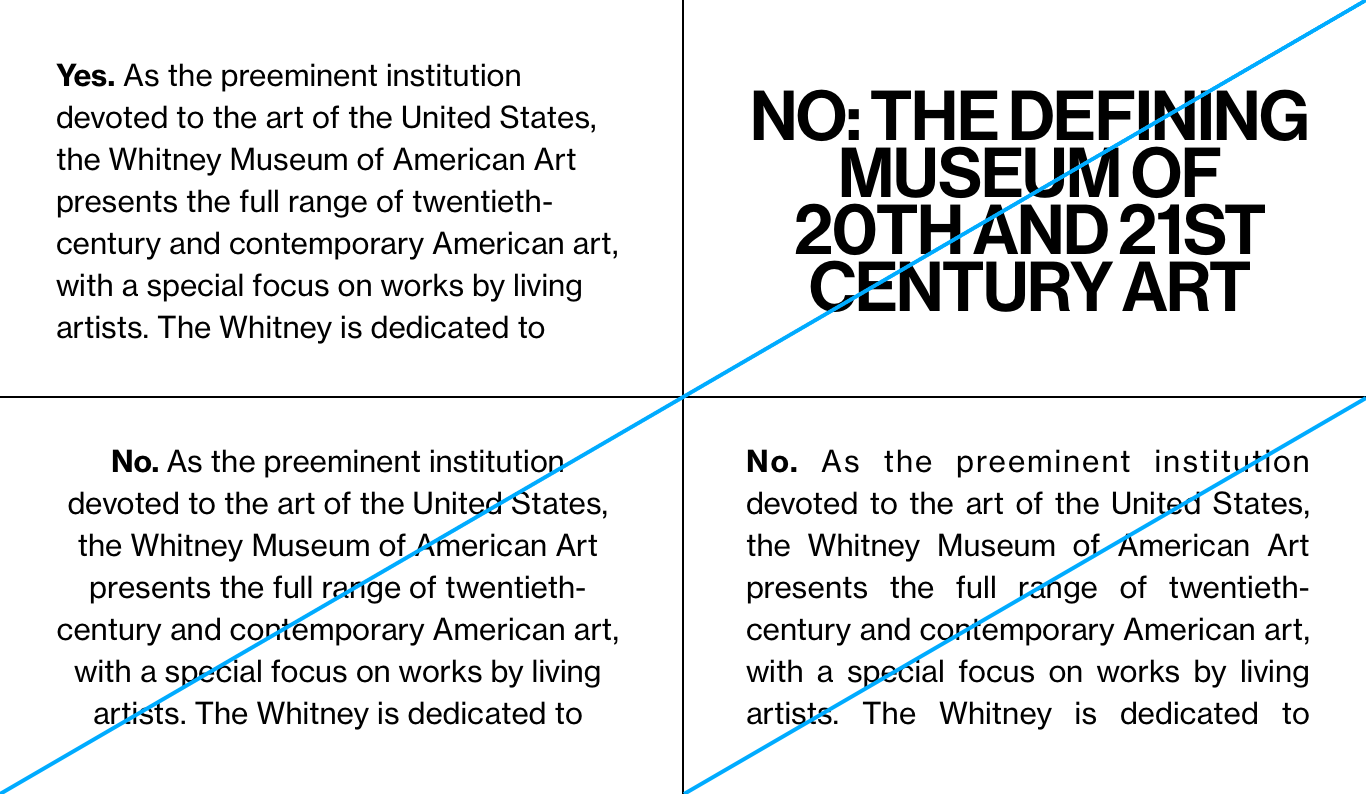 Yes. As the preeminent institution
devoted to the art of the United States,
the Whitney Museum of American Art
presents the full range of twentieth-
century and contemporary American art,
with a special focus on works by living
artists. The Whitney is dedicated to
NO: THE DEFINING
MUSEUM OF
20TH AND 21ST
CENTURY ART
No. As the preeminent institution
devoted to the art of the United States,
the Whitney Museum of American Art
presents the full range of twentieth-
century and contemporary American art,
with a special focus on works by living
artists. The Whitney is dedicated to
No. As the preeminent institution
devoted to the art of the United States,
the Whitney Museum of American Art
presents the full range of twentieth-
century and contemporary American art,
with a special focus on works by living
artists. The Whitney is dedicated to